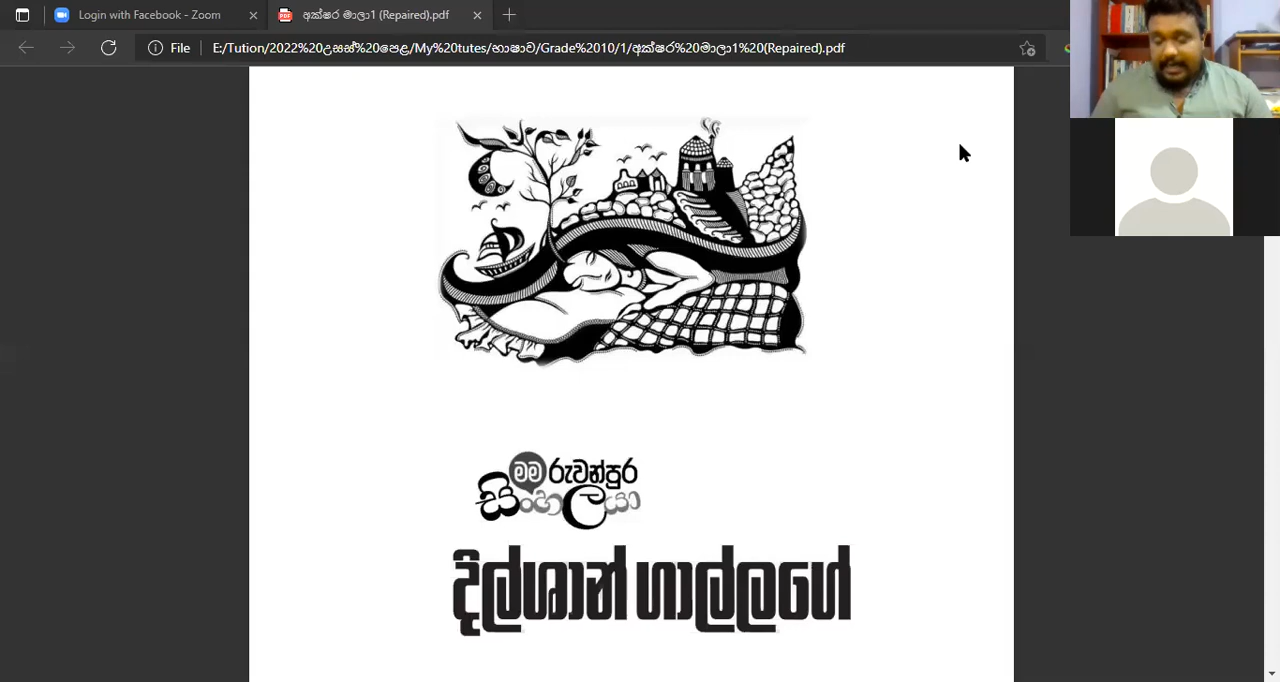 Login with Facebook - Zoom
PDF
අක්ෂර මාලා1 (Repaired).pdf
File
E:/Tution/2022%20උසස්%20පෙළ/My%20tutes/භාෂාව/Grade%2010/1/අක්ෂර%20මාලා1%20(Repaired).pdf
මම රුවන්පුර
සිංහලයා
දිල්ශාන් ගාල්ලගේ